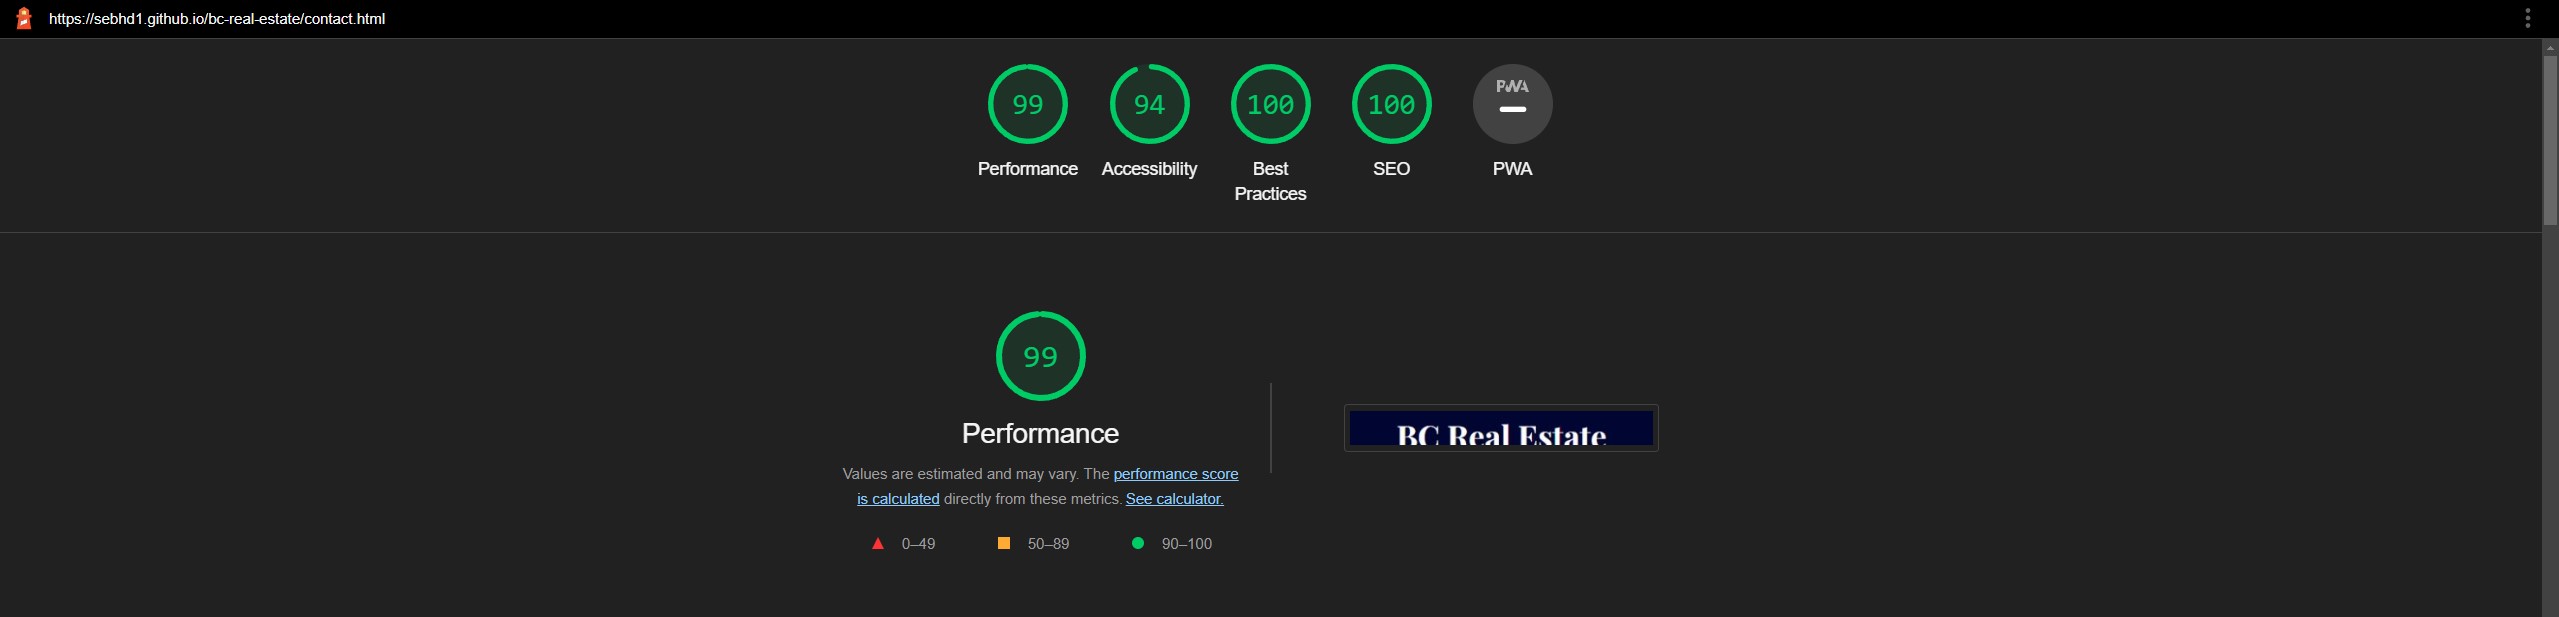 https://sebhd1.github.io/bc-real-estate/contact.html
99 94 100 100 PWA
Performance Accessibility Best Practices SEO PWA
99
Performance
Values are estimated and may vary. The performance score
is calculated directly from these metrics. See calculator.
0–49 50–89 90–100
BC Real Estate